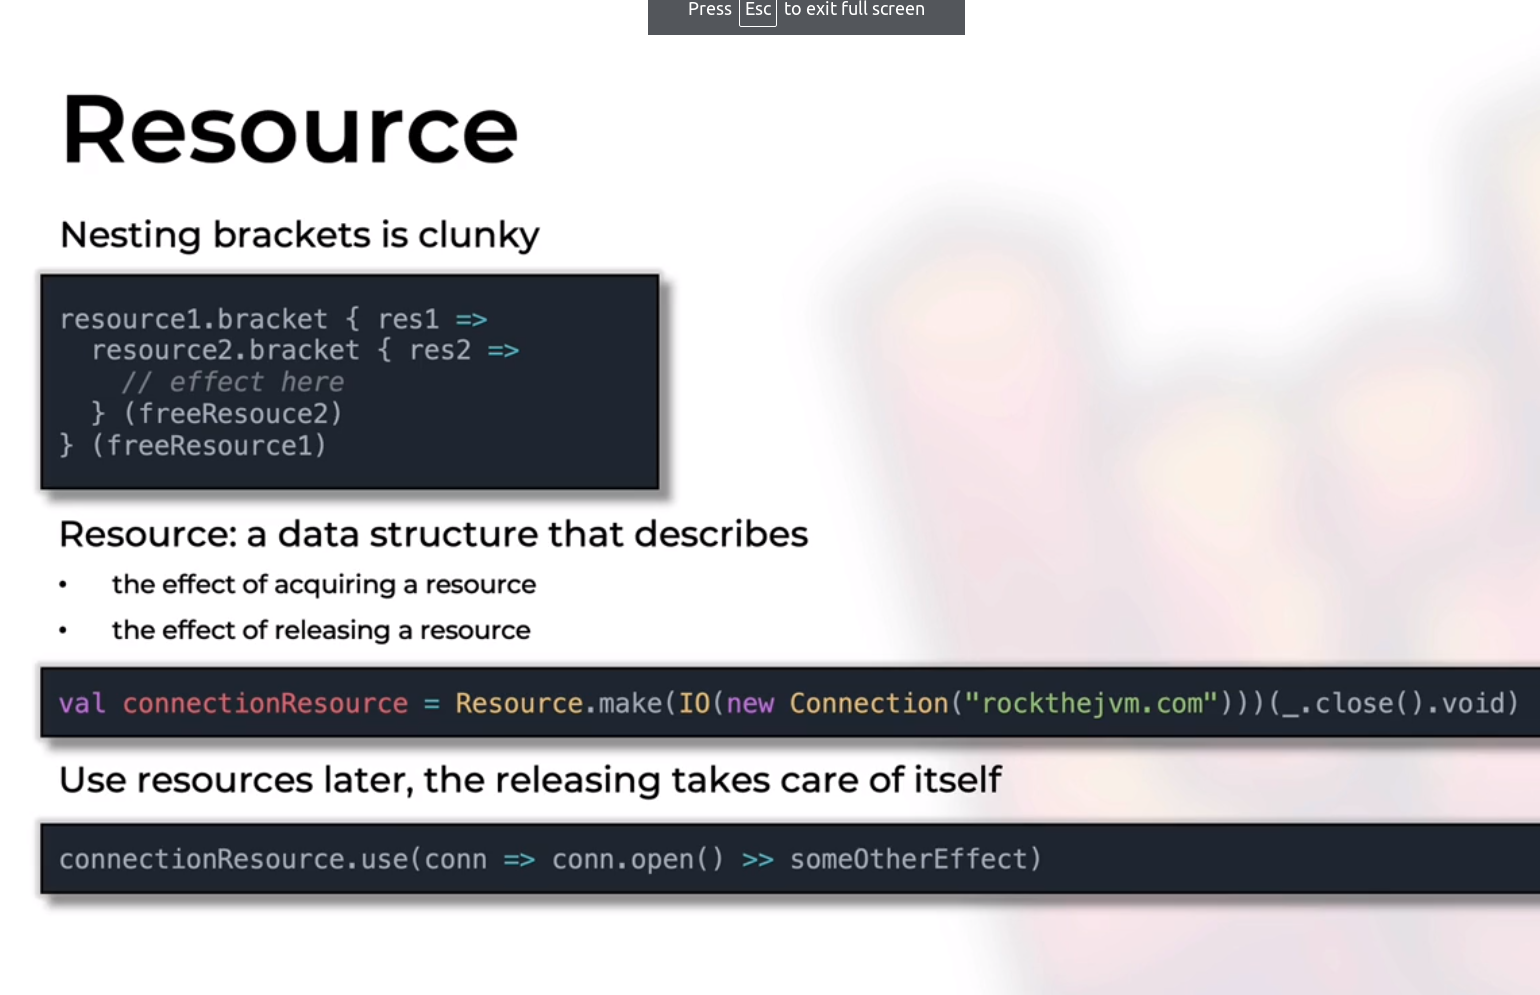 Press Esc to exit full screen
Resource
Nesting brackets is clunky
resource1.bracket { res1 =>
  resource2.bracket { res2 =>
    // effect here
  } (freeResouce2)
} (freeResource1)
Resource: a data structure that describes
• the effect of acquiring a resource
• the effect of releasing a resource
val connectionResource = Resource.make(IO(new Connection("rockthejvm.com")))(_.close().void)
Use resources later, the releasing takes care of itself
connectionResource.use(conn => conn.open() >> someOtherEffect)